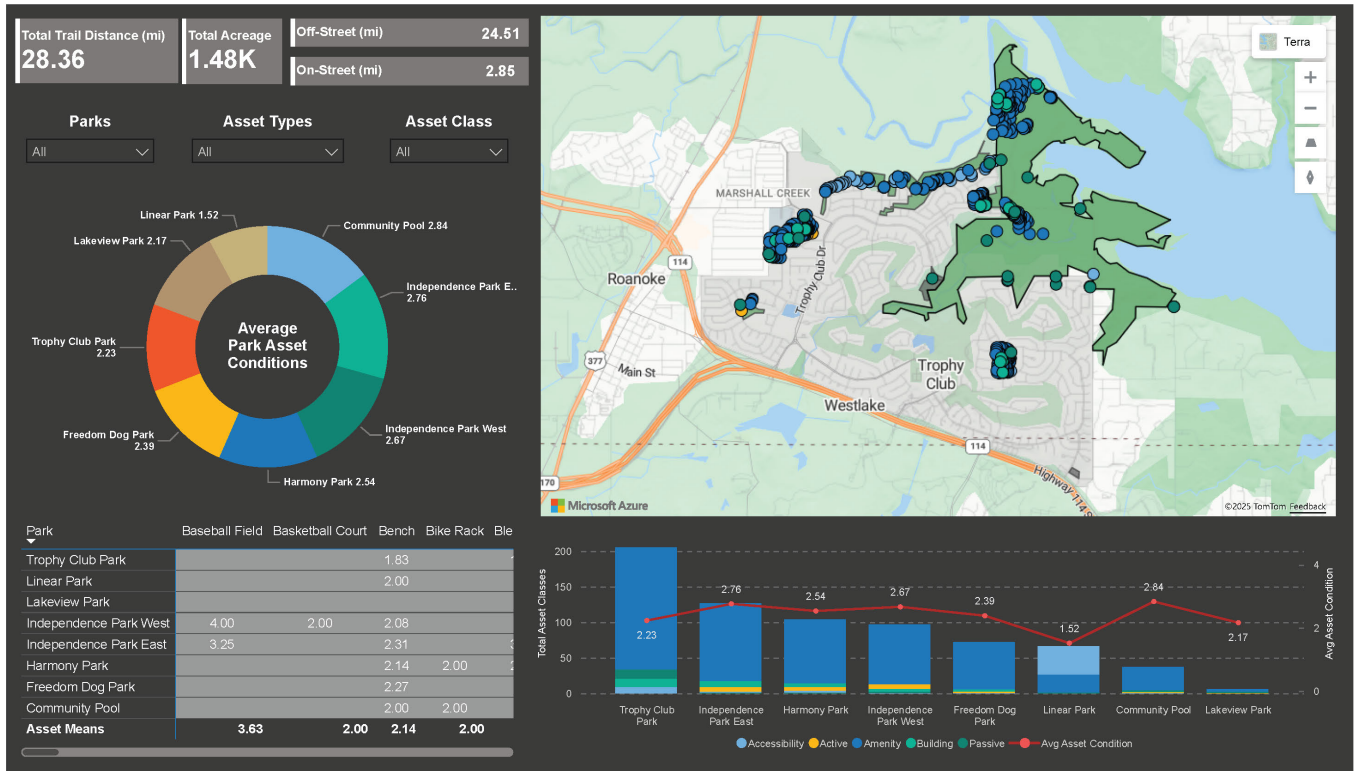 Total Trail Distance (mi)
28.36
Total Acreage
1.48K
Off-Street (mi) 24.51
On-Street (mi) 2.85
Parks Asset Types Asset Class
All All All
Linear Park 1.52
Community Pool 2.84
Lakeview Park 2.17
Independence Park E..
2.76
Trophy Club Park
2.23
Average
Park Asset
Conditions
Independence Park West
2.67
Freedom Dog Park
2.39
Harmony Park 2.54
Terra
MARSHALL CREEK
114
Roanoke
Trophy Club Dr
377
Main St
Trophy
Club
Westlake
114
170
Highway 114 S
Microsoft Azure
©2025 TomTom Feedback
Park Baseball Field Basketball Court Bench Bike Rack Ble
Trophy Club Park 1.83
Linear Park 2.00
Lakeview Park
Independence Park West 4.00 2.00 2.08
Independence Park East 3.25 2.31
Harmony Park 2.14 2.00
Freedom Dog Park 2.27
Community Pool 2.00 2.00
Asset Means 3.63 2.00 2.14 2.00
Total Asset Classes
200
150
100
50
0
2.23
2.76
2.54
2.67
2.39
1.52
2.84
2.17
4
2
0
Avg Asset Condition
Trophy Club
Park
Independence
Park East
Harmony Park
Independence
Park West
Freedom Dog
Park
Linear Park
Community Pool
Lakeview Park
Accessibility Active Amenity Building Passive Avg Asset Condition